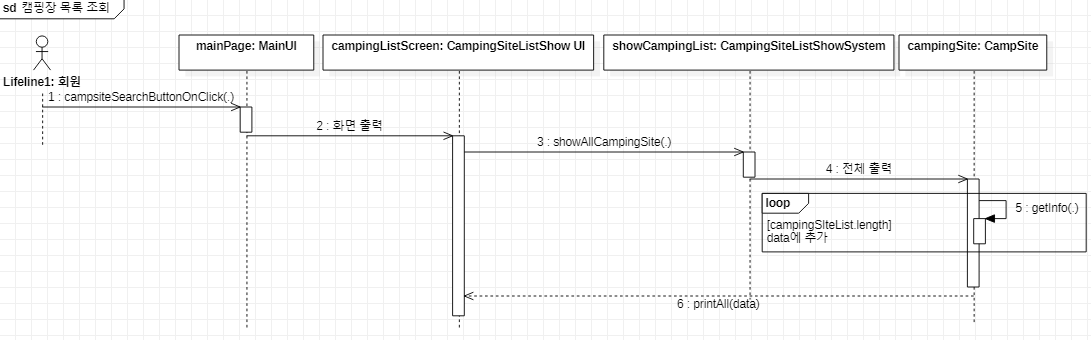 sd 캠핑장 목록 조회
mainPage: MainUI
campingListScreen: CampingSiteListShow UI
showCampingList: CampingSiteListShowSystem
campingSite: CampSite
Lifeline1: 회원
1 : campsiteSearchButtonOnClick(.)
2 : 화면 출력
3 : showAllCampingSite(.)
4 : 전체 출력
loop
[campingSIteList.length]
data에 추가
5 : getInfo(.)
6 : printAll(data)